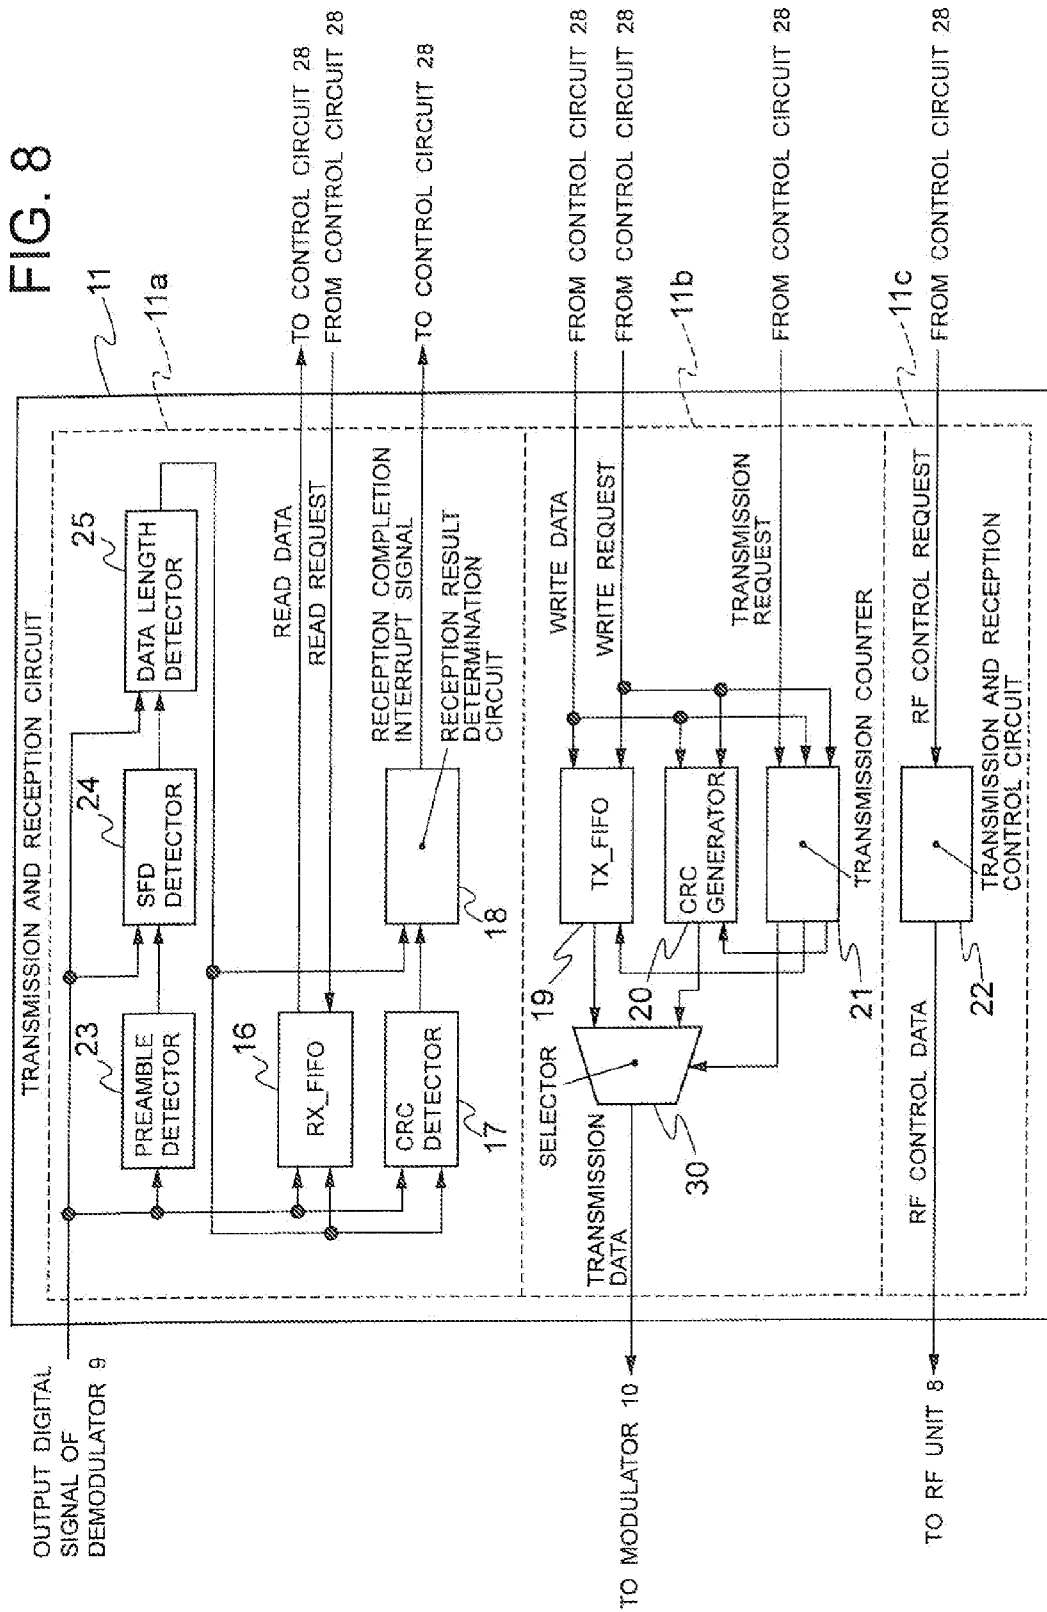 FIG. 8
11
TRANSMISSION AND RECEPTION CIRCUIT
11a
OUTPUT DIGITAL
SIGNAL OF
DEMODULATOR 9
23
PREAMBLE
DETECTOR
24
SFD
DETECTOR
25
DATA LENGTH
DETECTOR
16
RX_FIFO
READ DATA
TO CONTROL CIRCUIT 28
READ REQUEST
FROM CONTROL CIRCUIT 28
CRC
DETECTOR
17
18
RECEPTION COMPLETION
INTERRUPT SIGNAL
TO CONTROL CIRCUIT 28
RECEPTION RESULT
DETERMINATION
CIRCUIT
11b
SELECTOR
19
TX_FIFO
WRITE DATA
FROM CONTROL CIRCUIT 28
WRITE REQUEST
FROM CONTROL CIRCUIT 28
TRANSMISSION
DATA
TO MODULATOR 10
30
20
CRC
GENERATOR
TRANSMISSION
REQUEST
FROM CONTROL CIRCUIT 28
21
TRANSMISSION COUNTER
11c
RF CONTROL DATA
TO RF UNIT 8
22
RF CONTROL REQUEST
FROM CONTROL CIRCUIT 28
TRANSMISSION AND RECEPTION
CONTROL CIRCUIT